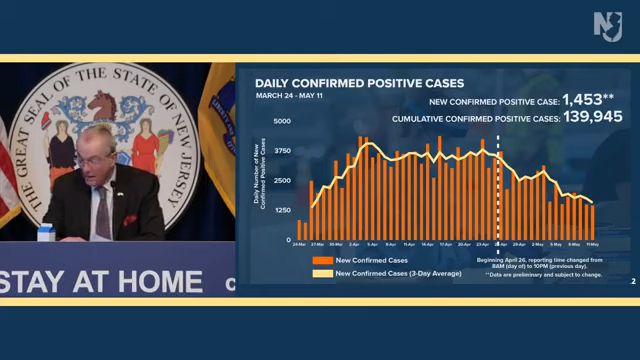 NJ
THE GREAT SEAL OF THE STATE OF NEW JERSEY
STAY AT HOME
DAILY CONFIRMED POSITIVE CASES
MARCH 24 - MAY 11
NEW CONFIRMED POSITIVE CASE: 1,453**
CUMULATIVE CONFIRMED POSITIVE CASES: 139,945
Daily Number of New
Confirmed Positive Cases
5000
3750
2500
1250
0
24-Mar 27-Mar 30-Mar 2-Apr 5-Apr 8-Apr 11-Apr 14-Apr 17-Apr 20-Apr 23-Apr 26-Apr 29-Apr 2-May 5-May 8-May 11-May
New Confirmed Cases
New Confirmed Cases (3-Day Average)
Beginning April 26, reporting time changed from
8AM (day of) to 10PM (previous day).
**Data are preliminary and subject to change.
.2